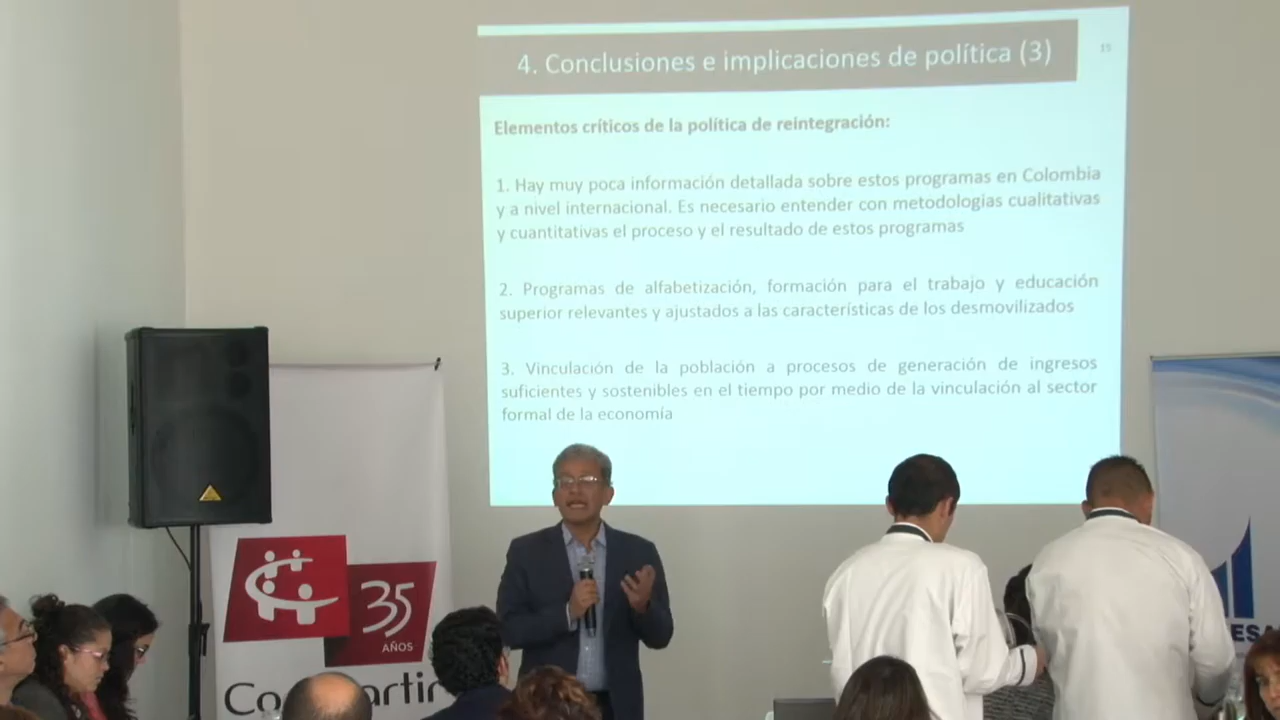 4. Conclusiones e implicaciones de política (3)
15
Elementos críticos de la política de reintegración:
1. Hay muy poca información detallada sobre estos programas en Colombia
y a nivel internacional. Es necesario entender con metodologías cualitativas
y cuantitativas el proceso y el resultado de estos programas
2. Programas de alfabetización, formación para el trabajo y educación
superior relevantes y ajustados a las características de los desmovilizados
3. Vinculación de la población a procesos de generación de ingresos
suficientes y sostenibles en el tiempo por medio de la vinculación al sector
formal de la economía
35
AÑOS